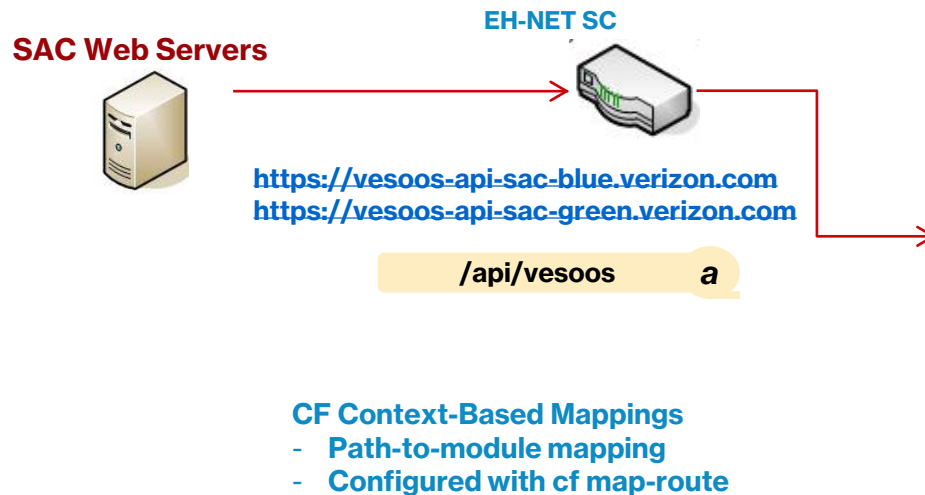 EH-NET SC
SAC Web Servers
https://vesoos-api-sac-blue.verizon.com
https://vesoos-api-sac-green.verizon.com
/api/vesoos a
CF Context-Based Mappings
- Path-to-module mapping
- Configured with cf map-route